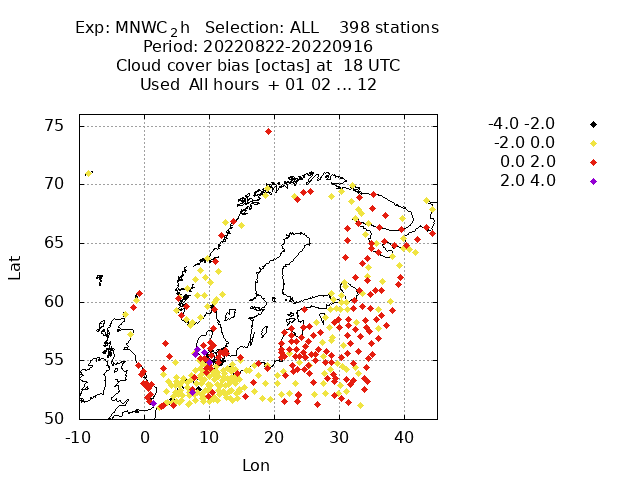 Exp: MNWC_2h   Selection: ALL    398 stations
Period: 20220822-20220916
Cloud cover bias [octas] at  18 UTC
Used  All hours  + 01 02 ... 12
-4.0 -2.0
-2.0 0.0
0.0 2.0
2.0 4.0
75
70
65
60
55
50
Lat
-10 0 10 20 30 40
Lon